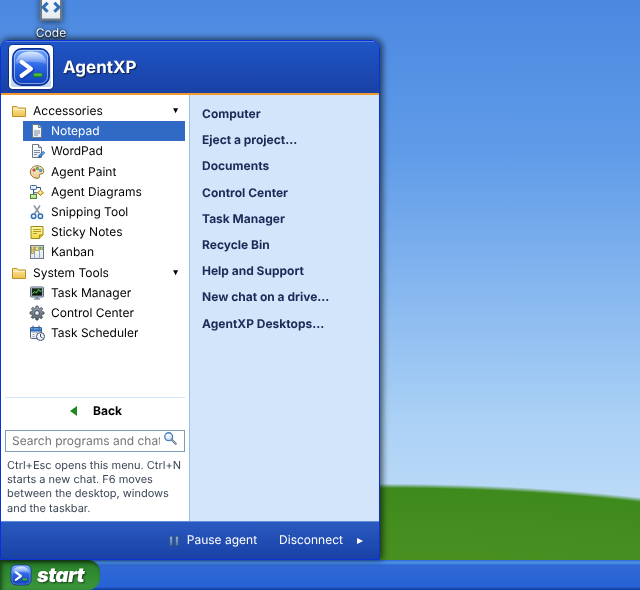 Code
AgentXP
Accessories
Notepad
WordPad
Agent Paint
Agent Diagrams
Snipping Tool
Sticky Notes
Kanban
System Tools
Task Manager
Control Center
Task Scheduler
Back
Search programs and chat
Ctrl+Esc opens this menu. Ctrl+N
starts a new chat. F6 moves
between the desktop, windows
and the taskbar.
Computer
Eject a project...
Documents
Control Center
Task Manager
Recycle Bin
Help and Support
New chat on a drive...
AgentXP Desktops...
Pause agent
Disconnect
start